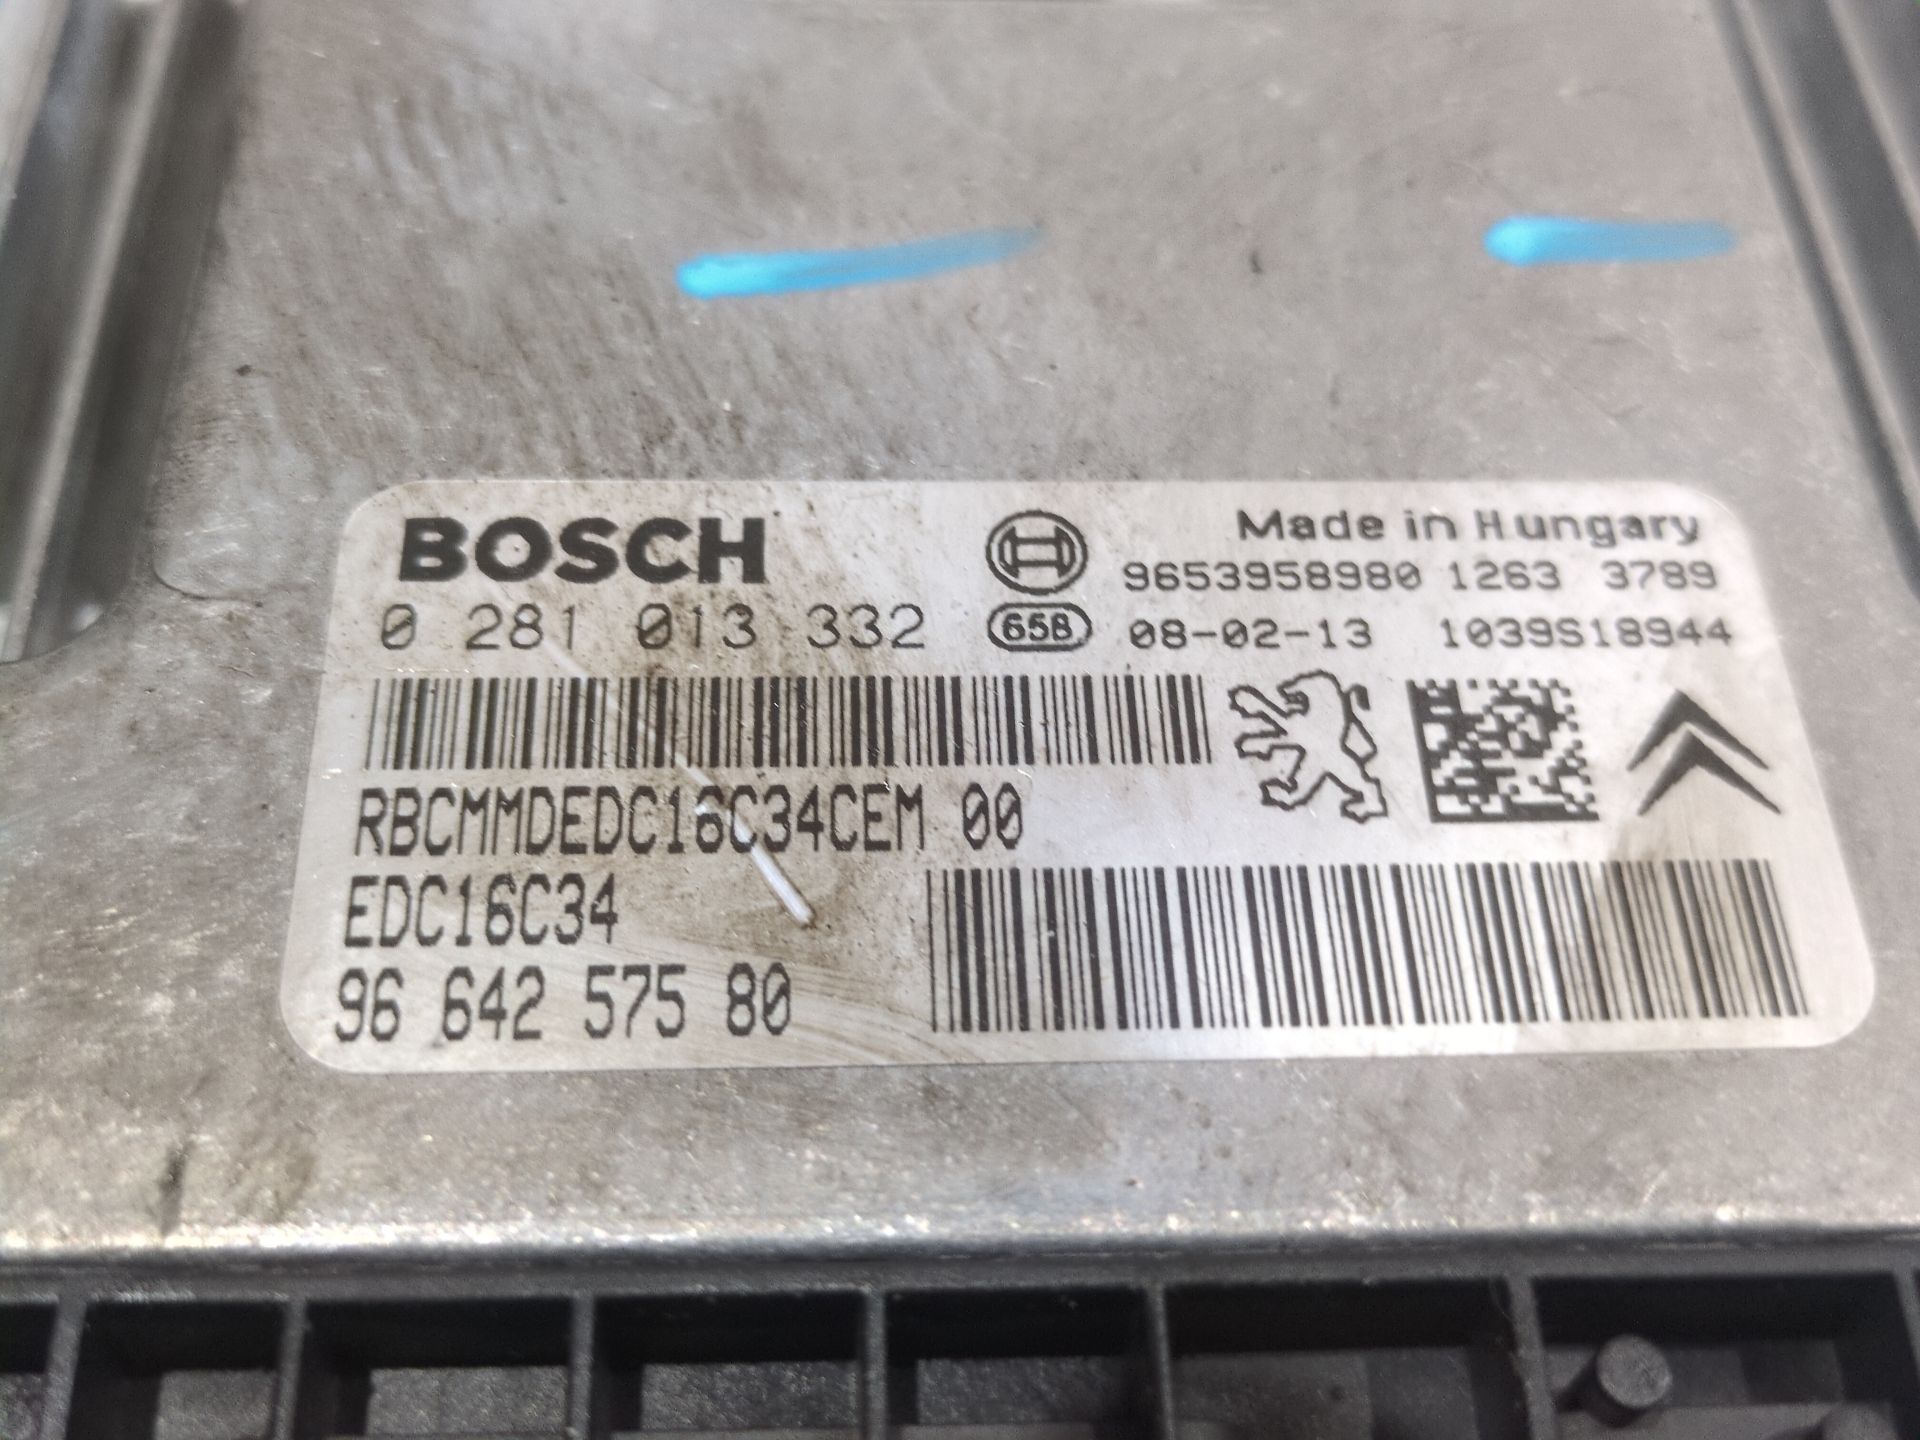 BOSCH
Made in Hungary
9653958980 1263 3789
0 281 013 332
65B
08-02-13 1039S18944
RBCMMDEDC16C34CEM 00
EDC16C34
96 642 575 80